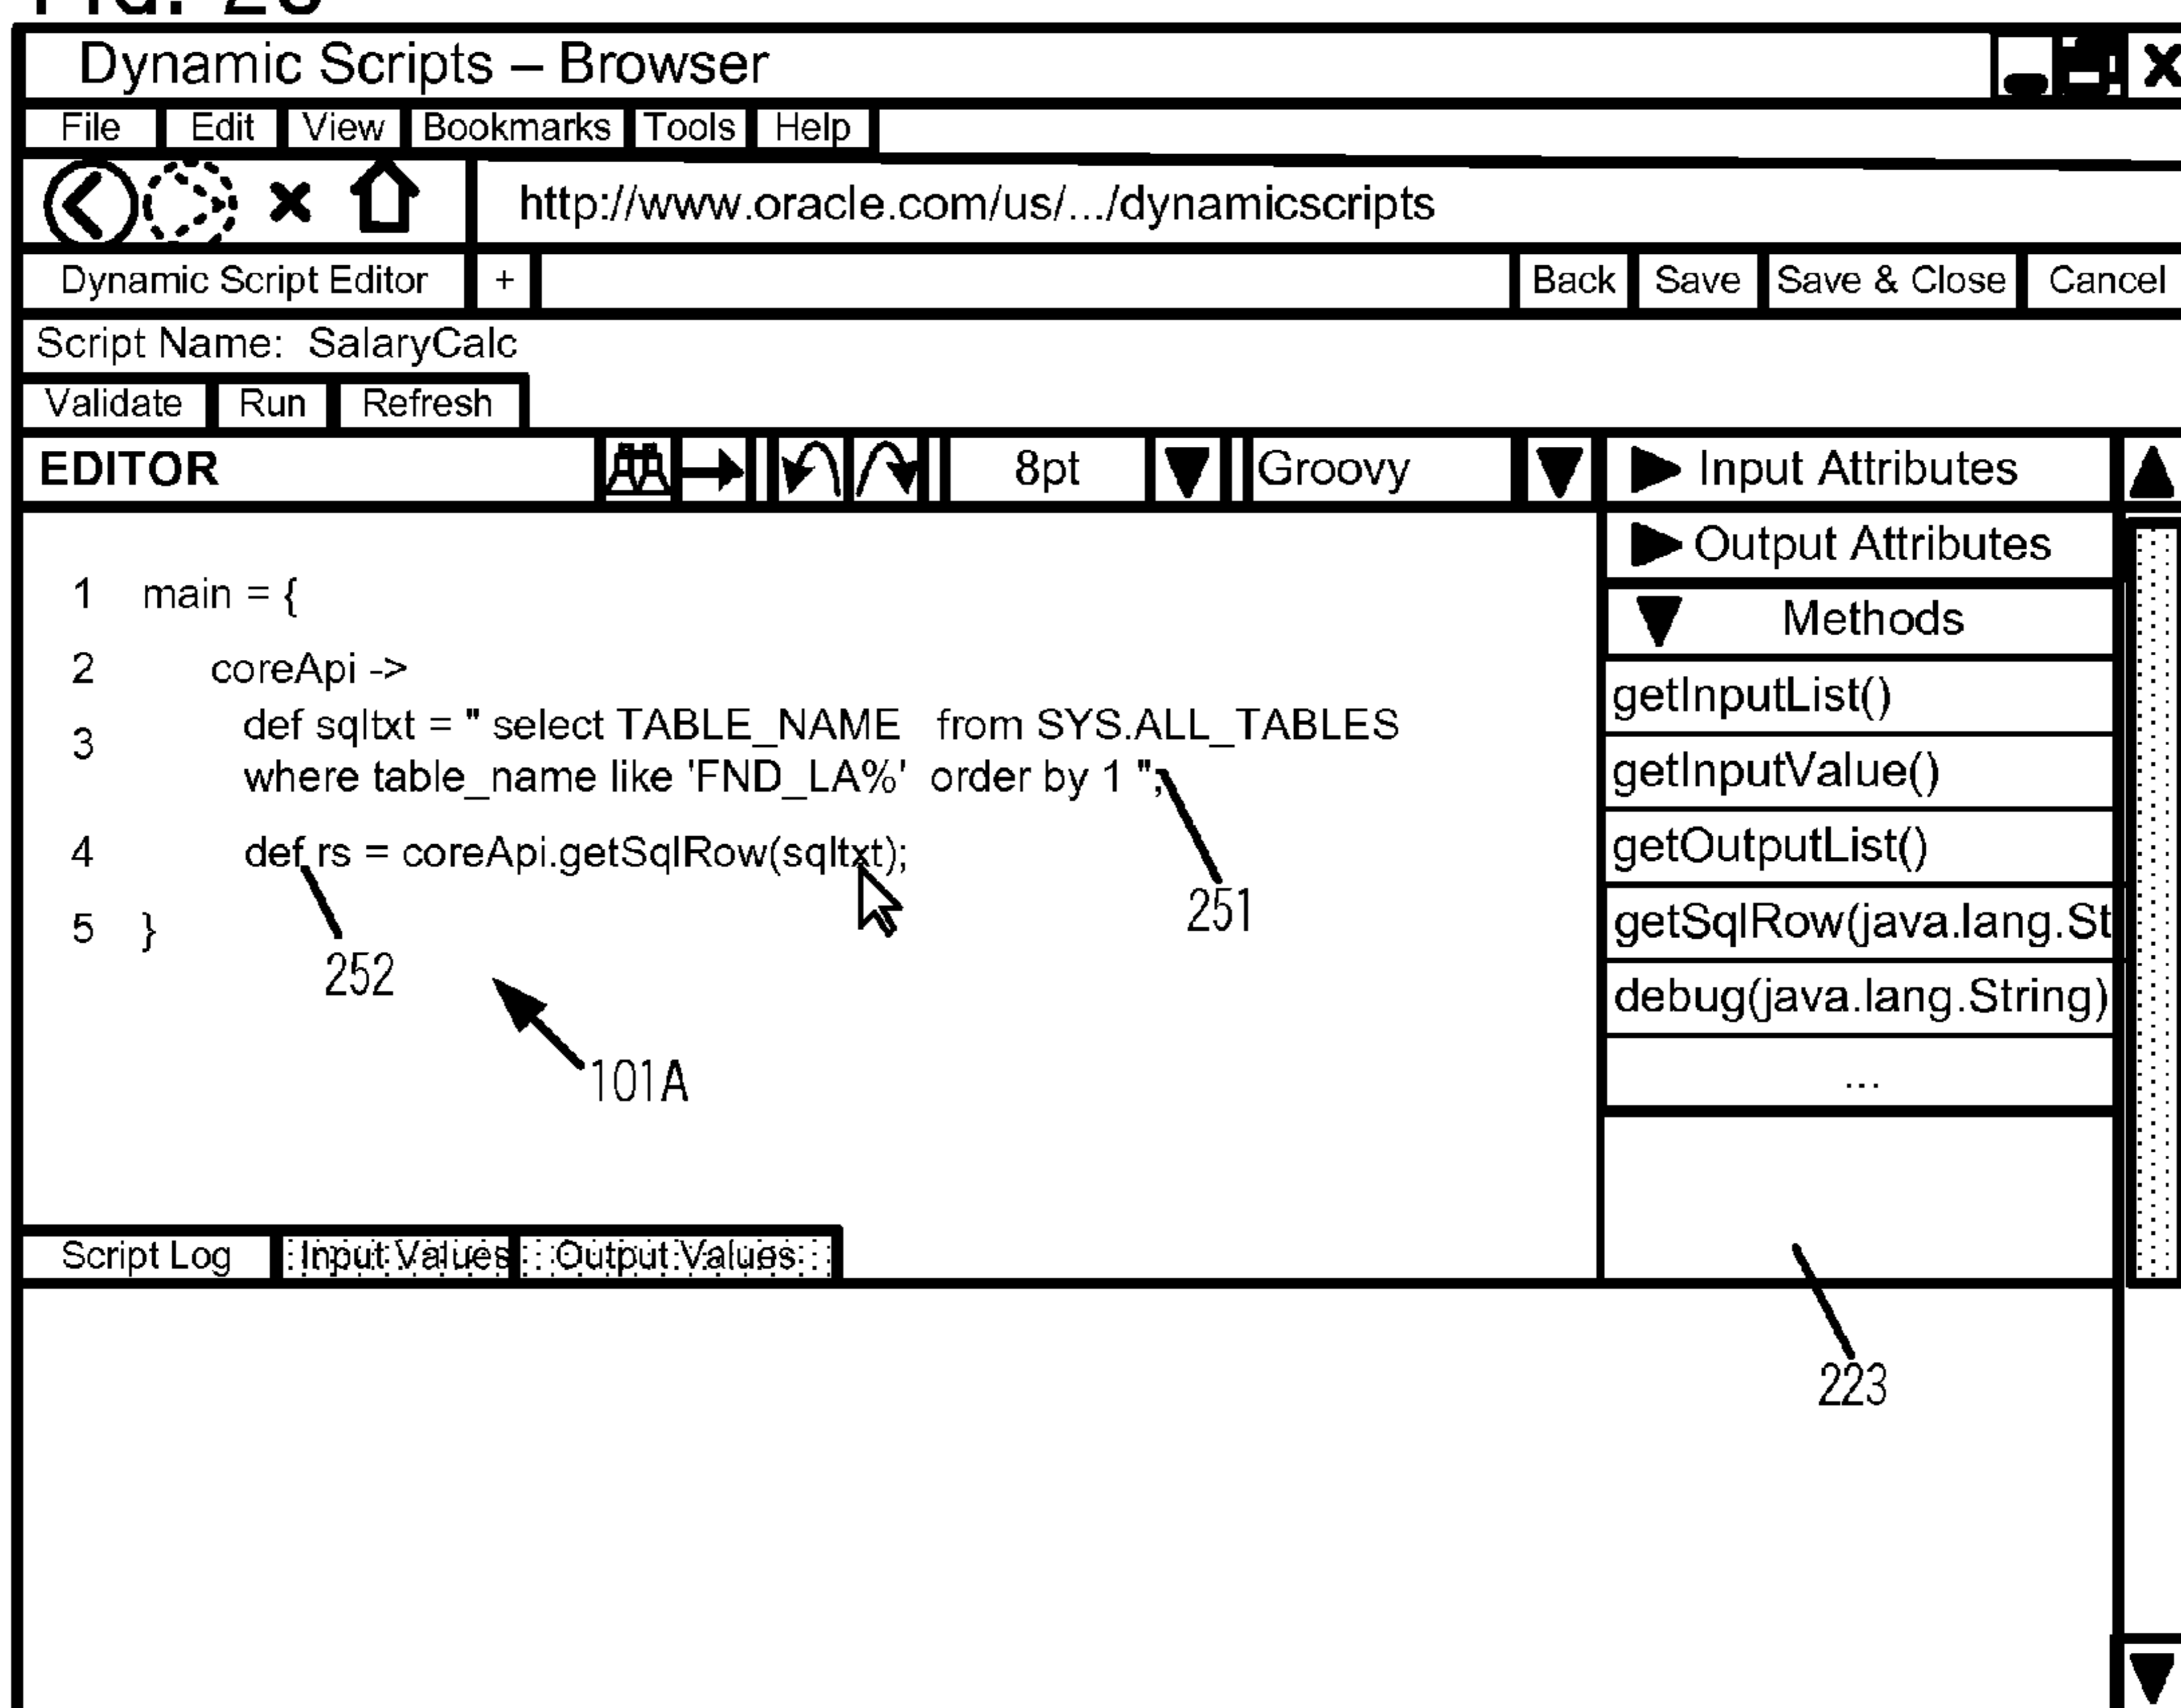 Dynamic Scripts – Browser
File Edit View Bookmarks Tools Help
http://www.oracle.com/us/.../dynamicscripts
Dynamic Script Editor + Back Save Save & Close Cancel
Script Name: SalaryCalc
Validate Run Refresh
EDITOR 8pt Groovy Input Attributes
Output Attributes
1 main = {
Methods
2 coreApi ->
getInputList()
3 def sqltxt = " select TABLE_NAME from SYS.ALL_TABLES
where table_name like 'FND_LA%' order by 1 ";
getInputValue()
4 def rs = coreApi.getSqlRow(sqltxt);
getOutputList()
251
5 }
getSqlRow(java.lang.St
252
debug(java.lang.String)
101A
...
Script Log Input Values Output Values
223